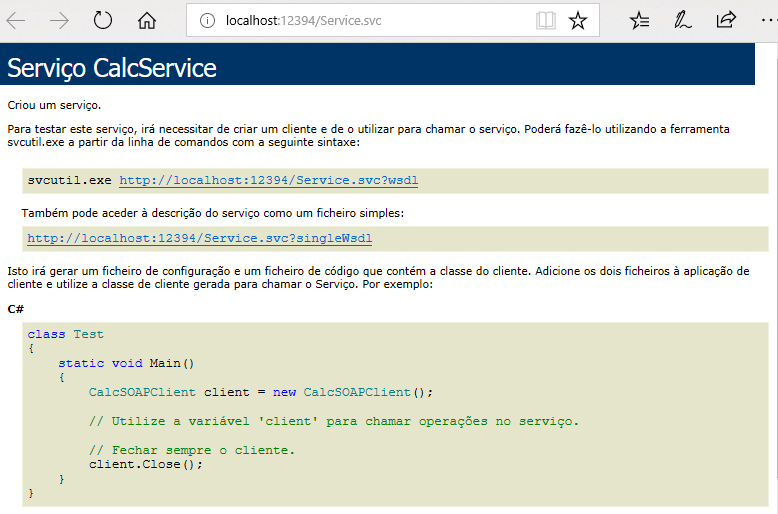 localhost:12394/Service.svc
Serviço CalcService
Criou um serviço.
Para testar este serviço, irá necessitar de criar um cliente e de o utilizar para chamar o serviço. Poderá fazê-lo utilizando a ferramenta
svcutil.exe a partir da linha de comandos com a seguinte sintaxe:
svcutil.exe http://localhost:12394/Service.svc?wsdl
Também pode aceder à descrição do serviço como um ficheiro simples:
http://localhost:12394/Service.svc?singleWsdl
Isto irá gerar um ficheiro de configuração e um ficheiro de código que contém a classe do cliente. Adicione os dois ficheiros à aplicação de
cliente e utilize a classe de cliente gerada para chamar o Serviço. Por exemplo:
C#
class Test
{
    static void Main()
    {
        CalcSOAPClient client = new CalcSOAPClient();
        // Utilize a variável 'client' para chamar operações no serviço.
        // Fechar sempre o cliente.
        client.Close();
    }
}